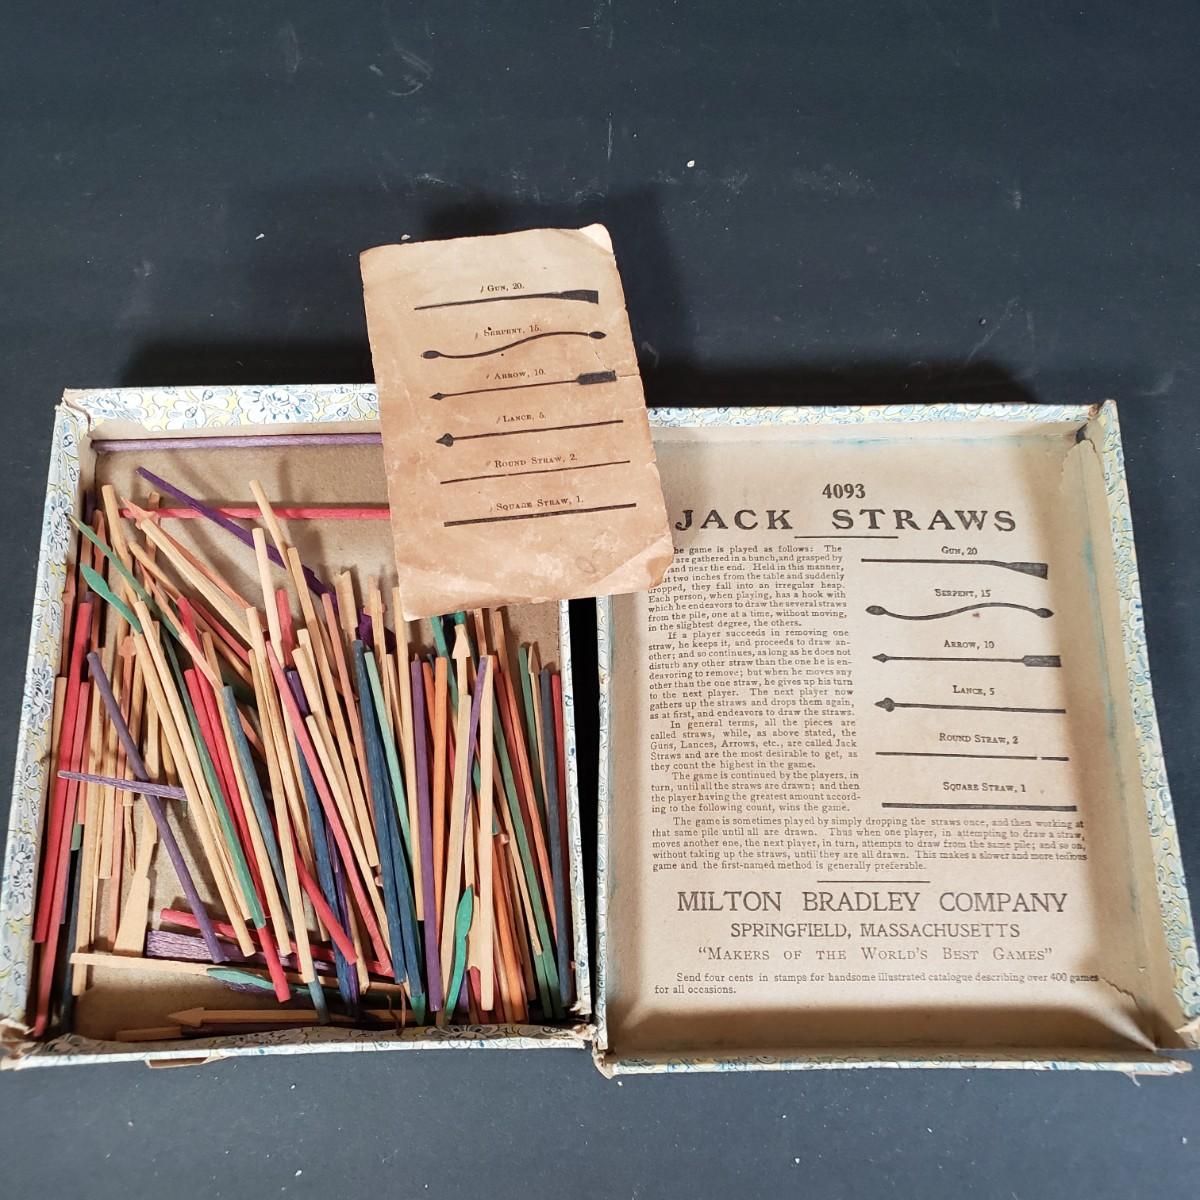 GUN, 20.
SERPENT, 15.
ARROW, 10.
LANCE, 5.
ROUND STRAW, 2.
SQUARE STRAW, 1.
4093
JACK STRAWS
he game is played as follows: The
are gathered in a bunch, and grasped by
and near the end. Held in this manner,
two inches from the table and suddenly
dropped, they fall into an irregular heap.
Each person, when playing, has a hook with
which he endeavors to draw the several straws
from the pile, one at a time, without moving,
in the slightest degree, the others.
If a player succeeds in removing one
straw, he keeps it, and proceeds to draw an-
other; and so continues, as long as he does not
disturb any other straw than the one he is en-
deavoring to remove; but when he moves any
other than the one straw, he gives up his turn
to the next player. The next player now
gathers up the straws and drops them again,
as at first, and endeavors to draw the straws.
In general terms, all the pieces are
called straws, while, as above stated, the
Guns, Lances, Arrows, etc., are called Jack
Straws and are the most desirable to get, as
they count the highest in the game.
The game is continued by the players, in
turn, until all the straws are drawn; and then
the player having the greatest amount accord-
ing to the following count, wins the game.
GUN, 20
SERPENT, 15
ARROW, 10
LANCE, 5
ROUND STRAW, 2
SQUARE STRAW, 1
The game is sometimes played by simply dropping the straws once, and then working at
that same pile until all are drawn. Thus when one player, in attempting to draw a straw,
moves another one, the next player, in turn, attempts to draw from the same pile; and so on,
without taking up the straws, until they are all drawn. This makes a slower and more tedious
game and the first-named method is generally preferable.
MILTON BRADLEY COMPANY
SPRINGFIELD, MASSACHUSETTS
"MAKERS OF THE WORLD'S BEST GAMES"
Send four cents in stamps for handsome illustrated catalogue describing over 400 games
for all occasions.